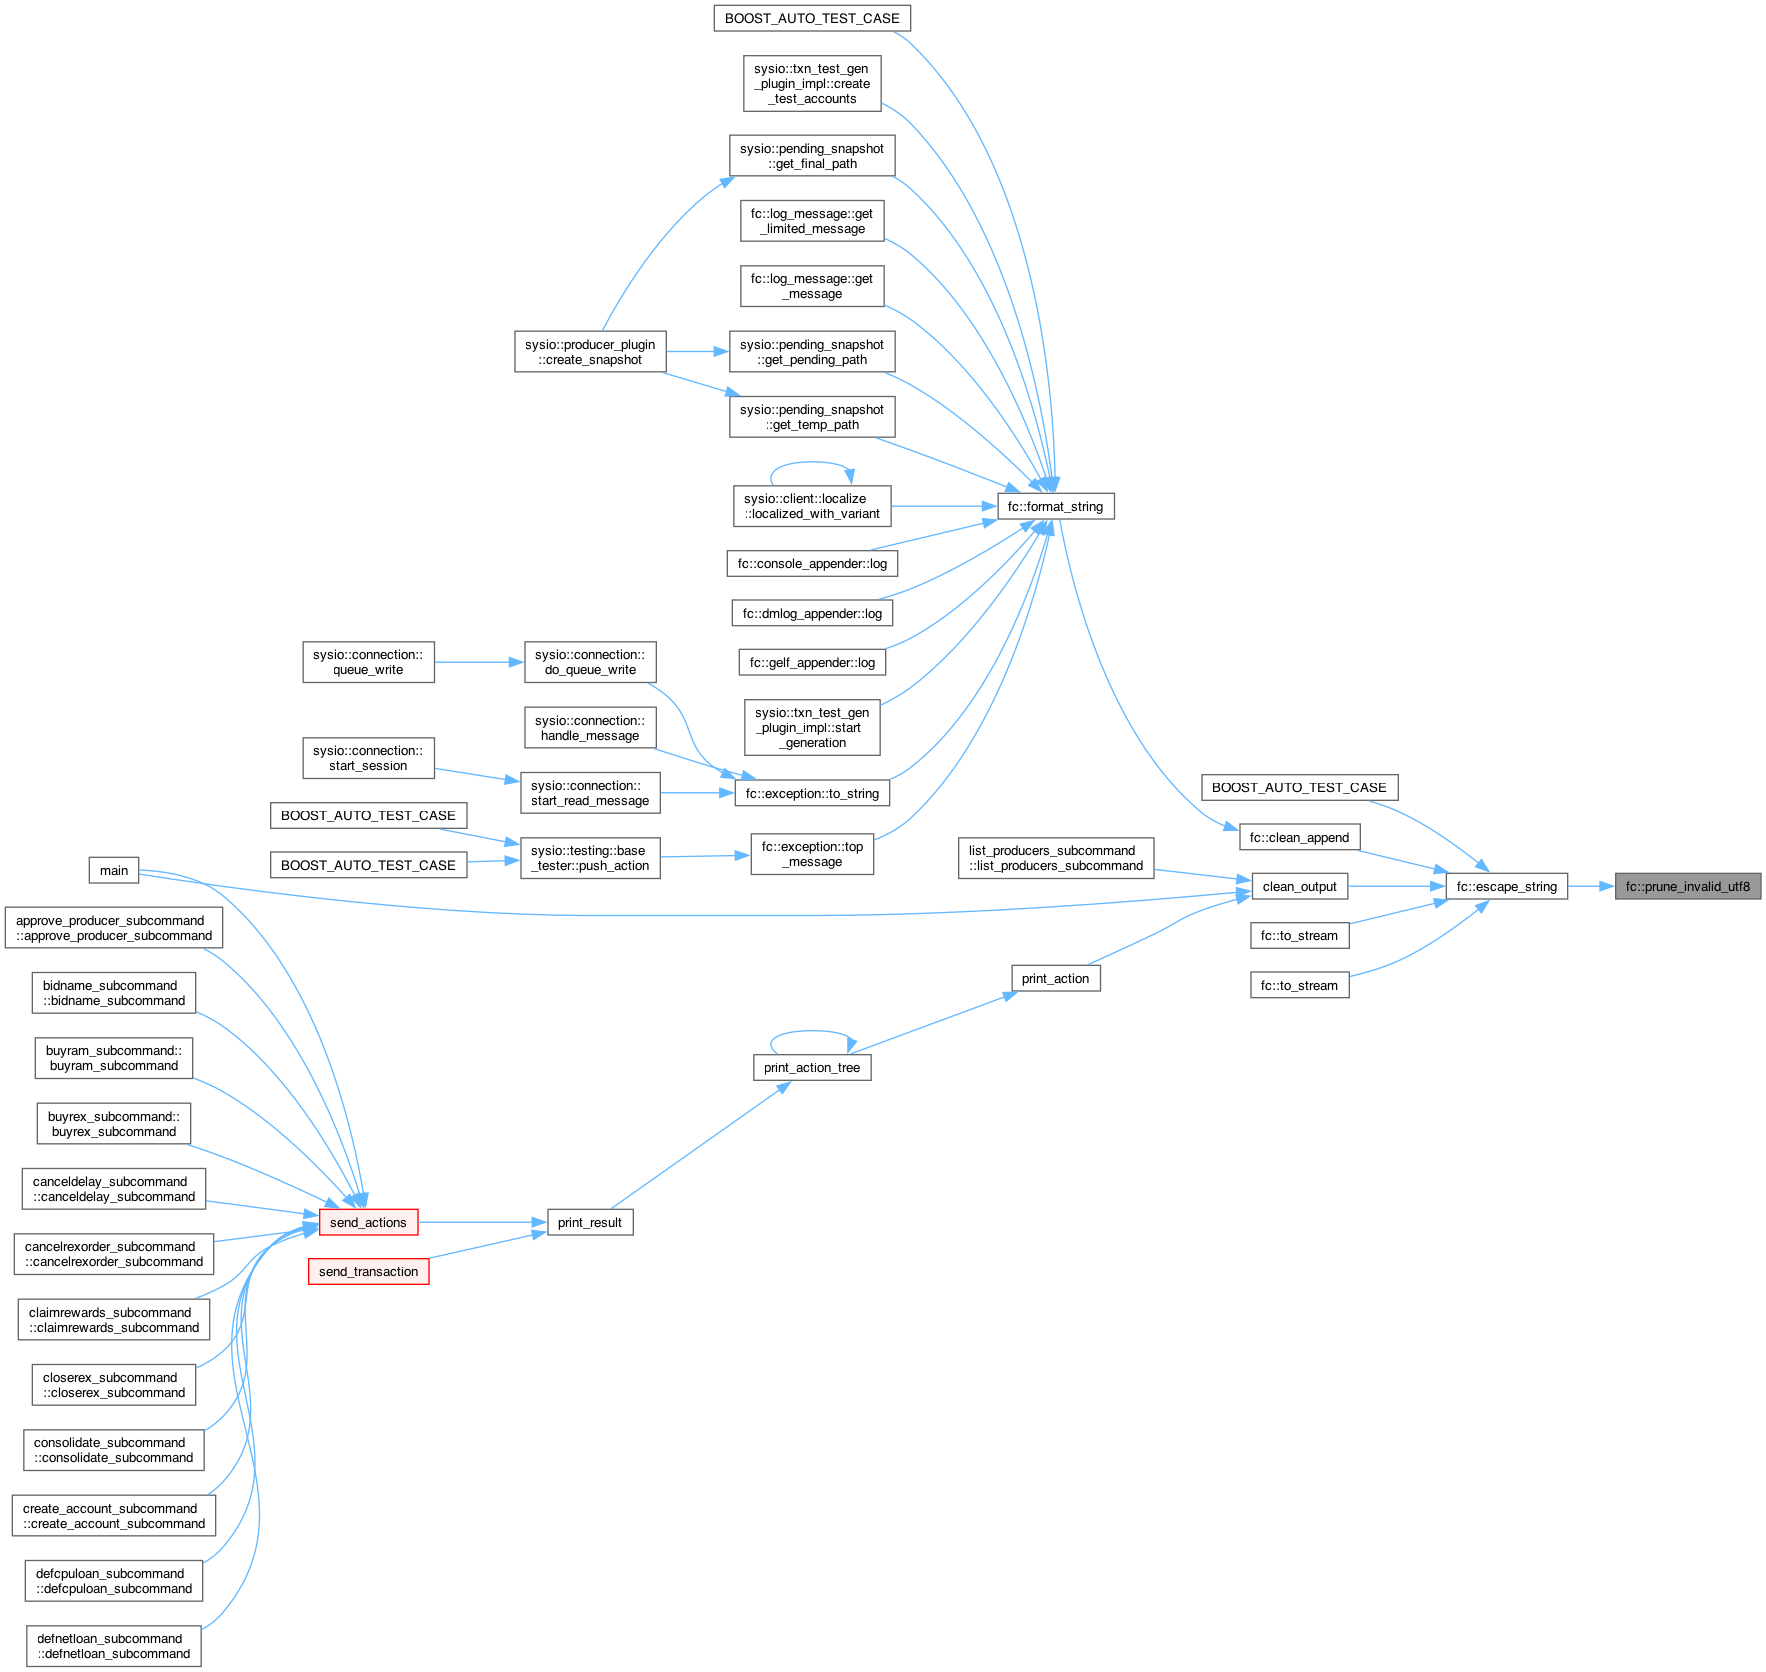 BOOST_AUTO_TEST_CASE
sysio::txn_test_gen
_plugin_impl::create
_test_accounts
sysio::pending_snapshot
::get_final_path
fc::log_message::get
_limited_message
fc::log_message::get
_message
sysio::producer_plugin
::create_snapshot
sysio::pending_snapshot
::get_pending_path
sysio::pending_snapshot
::get_temp_path
sysio::client::localize
::localized_with_variant
fc::format_string
fc::console_appender::log
fc::dmlog_appender::log
fc::gelf_appender::log
sysio::connection::
queue_write
sysio::connection::
do_queue_write
sysio::txn_test_gen
_plugin_impl::start
_generation
sysio::connection::
handle_message
sysio::connection::
start_session
sysio::connection::
start_read_message
fc::exception::to_string
BOOST_AUTO_TEST_CASE
BOOST_AUTO_TEST_CASE
sysio::testing::base
_tester::push_action
fc::exception::top
_message
BOOST_AUTO_TEST_CASE
fc::clean_append
list_producers_subcommand
::list_producers_subcommand
clean_output
fc::escape_string
fc::prune_invalid_utf8
fc::to_stream
fc::to_stream
main
print_action
print_action_tree
print_result
send_actions
send_transaction
approve_producer_subcommand
::approve_producer_subcommand
bidname_subcommand
::bidname_subcommand
buyram_subcommand::
buyram_subcommand
buyrex_subcommand::
buyrex_subcommand
canceldelay_subcommand
::canceldelay_subcommand
cancelrexorder_subcommand
::cancelrexorder_subcommand
claimrewards_subcommand
::claimrewards_subcommand
closerex_subcommand
::closerex_subcommand
consolidate_subcommand
::consolidate_subcommand
create_account_subcommand
::create_account_subcommand
defcpuloan_subcommand
::defcpuloan_subcommand
defnetloan_subcommand
::defnetloan_subcommand